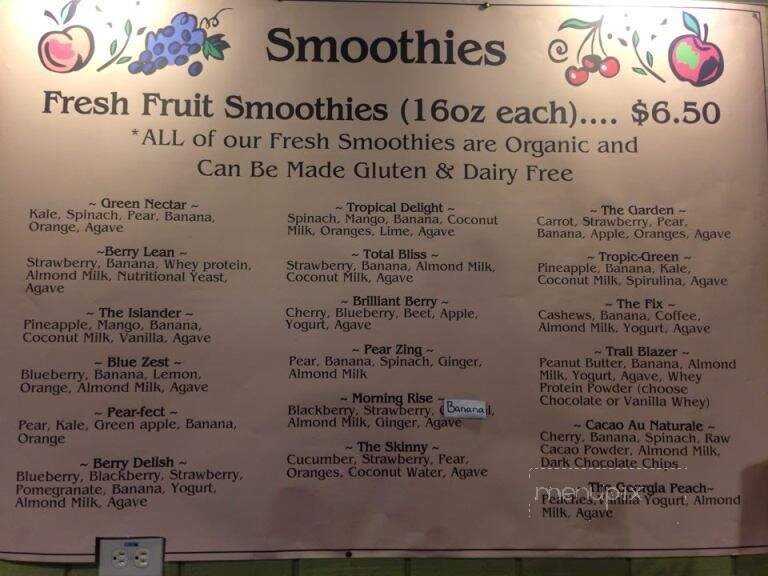 Smoothies
Fresh Fruit Smoothies (16oz each).... $6.50
*ALL of our Fresh Smoothies are Organic and
Can Be Made Gluten & Dairy Free
~ Green Nectar ~
Kale, Spinach, Pear, Banana,
Orange, Agave
~Berry Lean ~
Strawberry, Banana, Whey protein,
Almond Milk, Nutritional Yeast,
Agave
~ The Islander ~
Pineapple, Mango, Banana,
Coconut Milk, Vanilla, Agave
~ Blue Zest ~
Blueberry, Banana, Lemon,
Orange, Almond Milk, Agave
~ Pear-fect ~
Pear, Kale, Green apple, Banana,
Orange
~ Berry Delish ~
Blueberry, Blackberry, Strawberry,
Pomegranate, Banana, Yogurt,
Almond Milk, Agave
~ Tropical Delight ~
Spinach, Mango, Banana, Coconut
Milk, Oranges, Lime, Agave
~ Total Bliss ~
Strawberry, Banana, Almond Milk,
Coconut Milk, Agave
~ Brilliant Berry ~
Cherry, Blueberry, Beet, Apple,
Yogurt, Agave
~ Pear Zing ~
Pear, Banana, Spinach, Ginger,
Almond Milk
~ Morning Rise ~
Blackberry, Strawberry, Banana,
Almond Milk, Ginger, Agave
~ The Skinny ~
Cucumber, Strawberry, Pear,
Oranges, Coconut Water, Agave
~ The Garden ~
Carrot, Strawberry, Pear,
Banana, Apple, Oranges, Agave
~ Tropic-Green ~
Pineapple, Banana, Kale,
Coconut Milk, Spirulina, Agave
~ The Fix ~
Cashews, Banana, Coffee,
Almond Milk, Yogurt, Agave
~ Trail Blazer ~
Peanut Butter, Banana, Almond
Milk, Yogurt, Agave, Whey
Protein Powder (choose
Chocolate or Vanilla Whey)
~ Cacao Au Naturale ~
Cherry, Banana, Spinach, Raw
Cacao Powder, Almond Milk,
Dark Chocolate Chips
~The Georgia Peach~
Peaches,Vanilla Yogurt, Almond
Milk, Agave
menupix